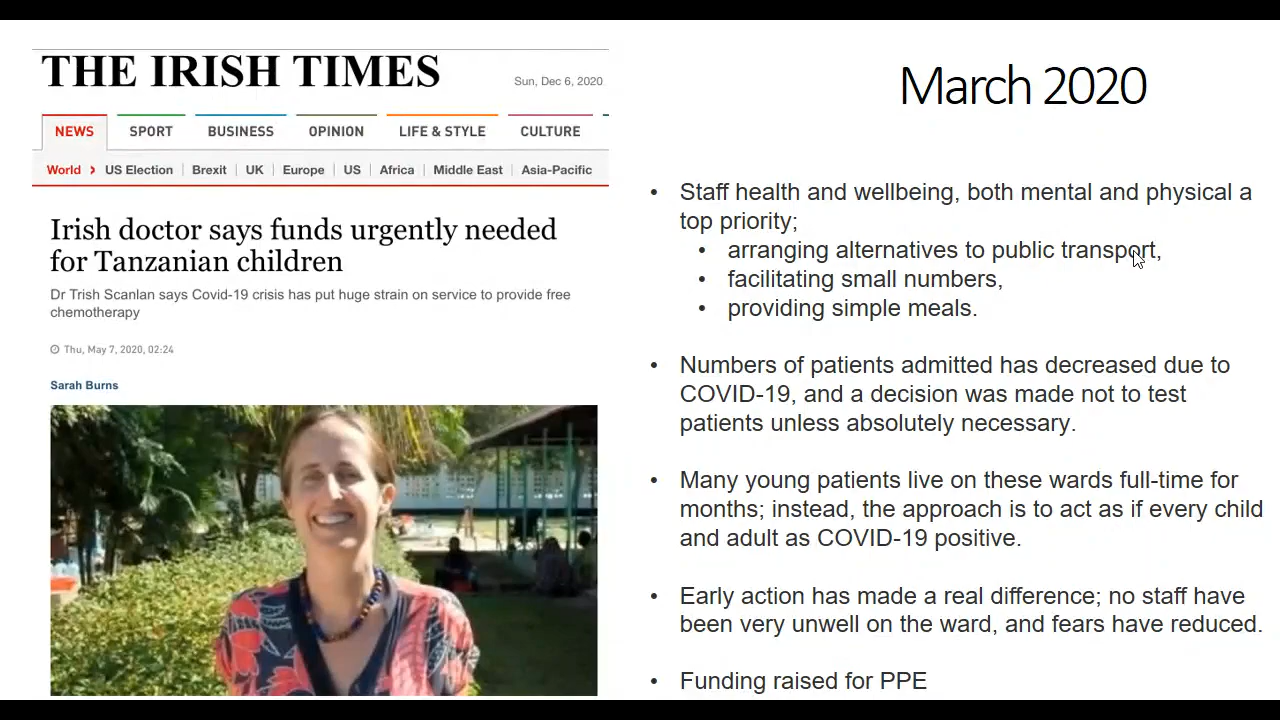 THE IRISH TIMES
Sun, Dec 6, 2020
NEWS SPORT BUSINESS OPINION LIFE & STYLE CULTURE
World > US Election Brexit UK Europe US Africa Middle East Asia-Pacific
Irish doctor says funds urgently needed
for Tanzanian children
Dr Trish Scanlan says Covid-19 crisis has put huge strain on service to provide free
chemotherapy
Thu, May 7, 2020, 02:24
Sarah Burns
March 2020
• Staff health and wellbeing, both mental and physical a
top priority;
• arranging alternatives to public transport,
• facilitating small numbers,
• providing simple meals.
• Numbers of patients admitted has decreased due to
COVID-19, and a decision was made not to test
patients unless absolutely necessary.
• Many young patients live on these wards full-time for
months; instead, the approach is to act as if every child
and adult as COVID-19 positive.
• Early action has made a real difference; no staff have
been very unwell on the ward, and fears have reduced.
• Funding raised for PPE